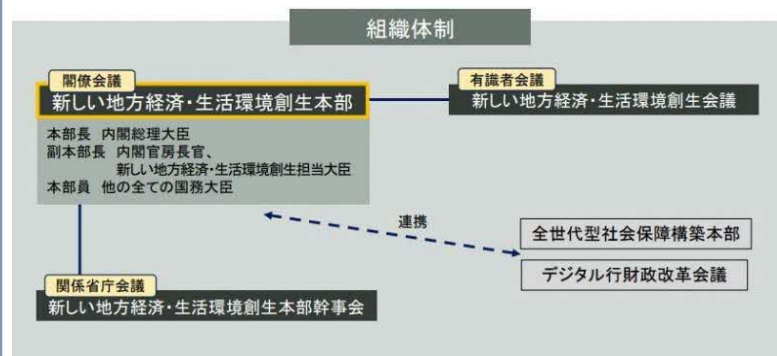 組織体制
閣僚会議
新しい地方経済・生活環境創生本部
本部長 内閣総理大臣
副本部長 内閣官房長官、
新しい地方経済・生活環境創生担当大臣
本部員 他の全ての国務大臣
有識者会議
新しい地方経済・生活環境創生会議
連携
全世代型社会保障構築本部
デジタル行財政改革会議
関係省庁会議
新しい地方経済・生活環境創生本部幹事会